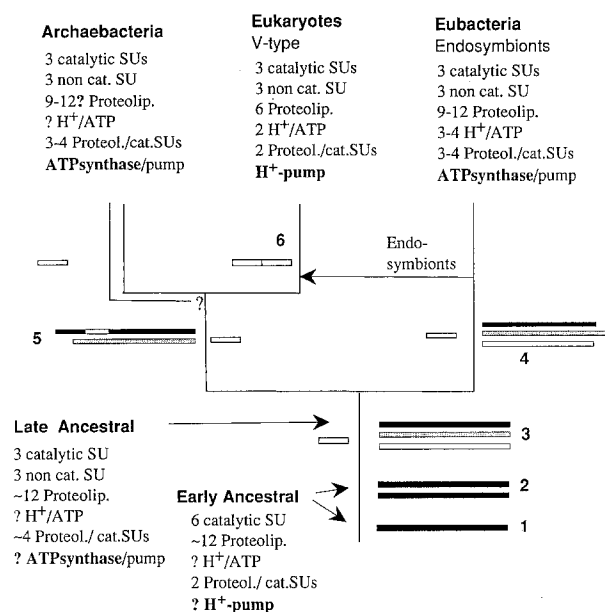 Archaebacteria
3 catalytic SUs
3 non cat. SU
9-12? Proteolip.
? H+/ATP
3-4 Proteol./cat.SUs
ATPsynthase/pump
Eukaryotes
V-type
3 catalytic SUs
3 non cat. SU
6 Proteolip.
2 H+/ATP
2 Proteol./cat.SUs
H+-pump
Eubacteria
Endosymbionts
3 catalytic SUs
3 non cat. SU
9-12 Proteolip.
3-4 H+/ATP
3-4 Proteol./cat.SUs
ATPsynthase/pump
6
Endo-
symbionts
?
5
4
Late Ancestral
3 catalytic SU
3 non cat. SU
~12 Proteolip.
? H+/ATP
~4 Proteol./ cat.SUs
? ATPsynthase/pump
3
2
1
Early Ancestral
6 catalytic SU
~12 Proteolip.
? H+/ATP
2 Proteol./ cat.SUs
? H+-pump